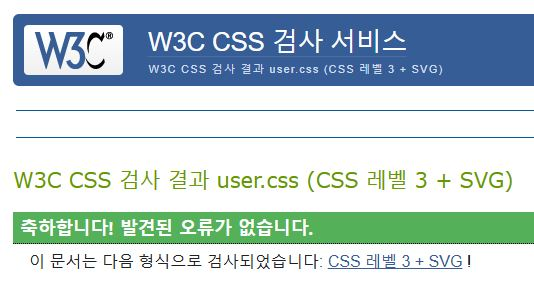 W3C® W3C CSS 검사 서비스
W3C CSS 검사 결과 user.css (CSS 레벨 3 + SVG)
W3C CSS 검사 결과 user.css (CSS 레벨 3 + SVG)
축하합니다! 발견된 오류가 없습니다.
이 문서는 다음 형식으로 검사되었습니다: CSS 레벨 3 + SVG !